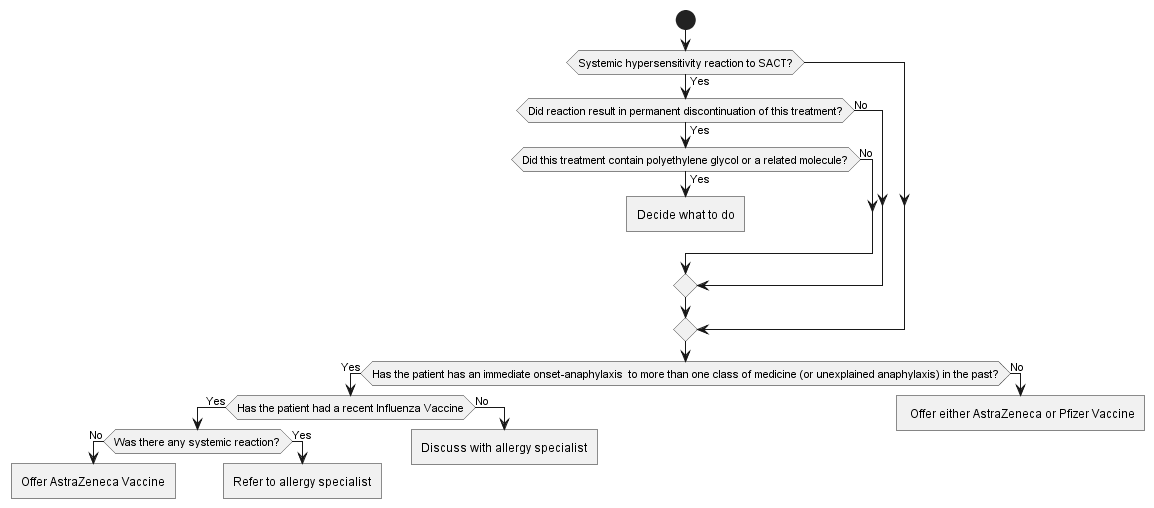 Systemic hypersensitivity reaction to SACT?
Yes
Did reaction result in permanent discontinuation of this treatment?
No
Yes
Did this treatment contain polyethylene glycol or a related molecule?
No
Yes
Decide what to do
Yes
Has the patient has an immediate onset-anaphylaxis to more than one class of medicine (or unexplained anaphylaxis) in the past?
No
Yes
Has the patient had a recent Influenza Vaccine
No
Offer either AstraZeneca or Pfizer Vaccine
No
Was there any systemic reaction?
Yes
Discuss with allergy specialist
Offer AstraZeneca Vaccine
Refer to allergy specialist